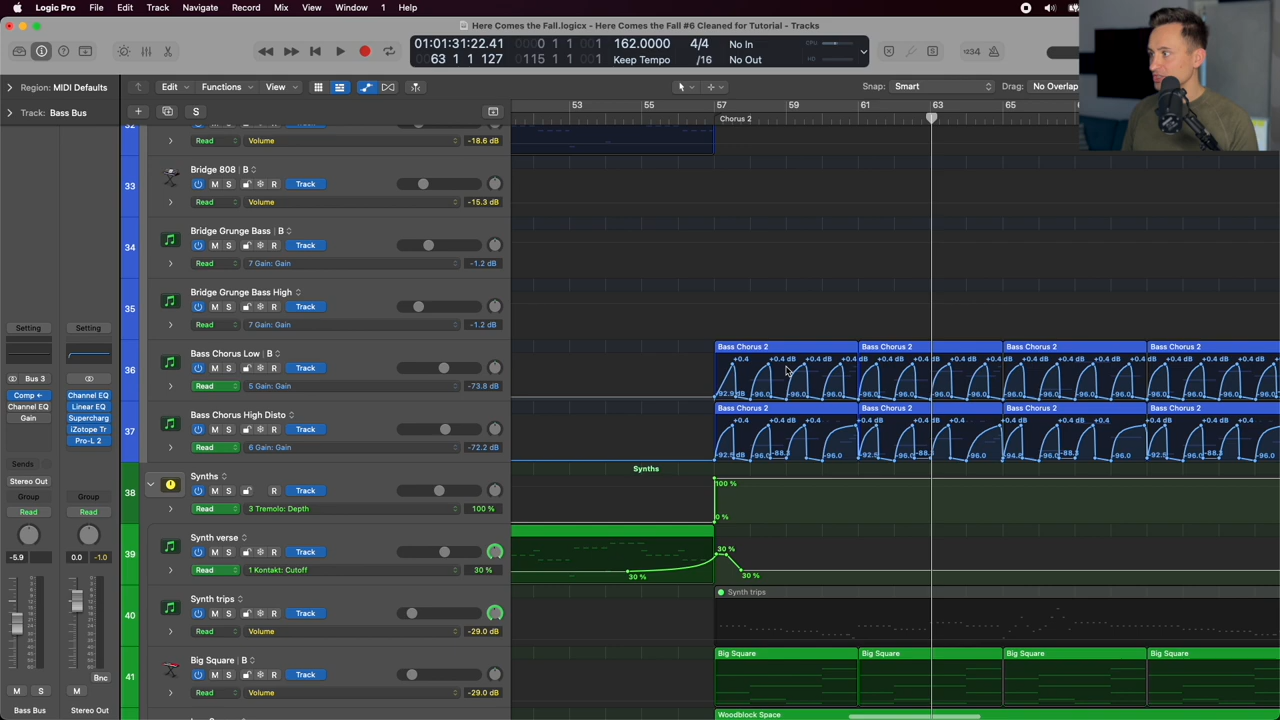 Logic Pro File Edit Track Navigate Record Mix View Window 1 Help
Here Comes the Fall.logicx - Here Comes the Fall #6 Cleaned for Tutorial - Tracks
01:01:31:22.41 0000 1 1 001 162.0000 4/4 No In CPU
0063 1 1 127 0115 1 1 001 Keep Tempo /16 No Out
1234
Region: MIDI Defaults Edit Functions View Snap: Smart Drag: No Overlap
Track: Bass Bus S 53 55 57 59 61 63 65
Chorus 2
32
Read Volume -18.6 dB
33 Bridge 808 | B
M S R Track
Read Volume -15.3 dB
34 Bridge Grunge Bass | B
M S R Track
Read 7 Gain: Gain -1.2 dB
35 Bridge Grunge Bass High
M S R Track
Read 7 Gain: Gain -1.2 dB
36 Bass Chorus Low | B
M S R Track
Read 5 Gain: Gain -73.8 dB
Bass Chorus 2 Bass Chorus 2 Bass Chorus 2 Bass Chorus 2
37 Bass Chorus High Disto
M S R Track
Read 6 Gain: Gain -72.2 dB
Bass Chorus 2 Bass Chorus 2 Bass Chorus 2 Bass Chorus 2
38 Synths
M S R Track
Read 3 Tremolo: Depth 100 %
Synths
100 %
0 %
39 Synth verse
M S R Track
Read 1 Kontakt: Cutoff 30 %
30 %
30 % 30 %
40 Synth trips
M S R Track
Read Volume -29.0 dB
Synth trips
41 Big Square | B
M S R Track
Read Volume -29.0 dB
Big Square Big Square Big Square Big Square
Woodblock Space
Setting Setting
Bus 3
Comp Channel EQ
Channel EQ Linear EQ
Gain Supercharg
iZotope Tr
Pro-L 2
Sends
Stereo Out
Group Group
Read Read
-5.9 0.0 -1.0
Bnc
M S M
Bass Bus Stereo Out